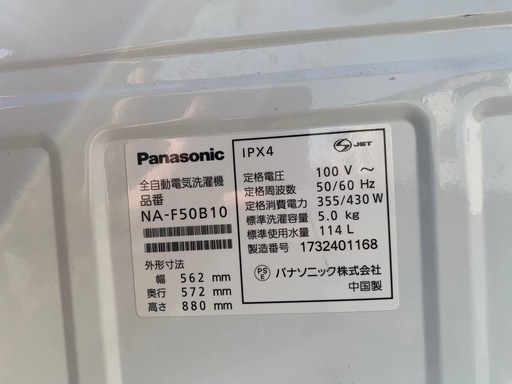 Panasonic
全自動電気洗濯機
品番
NA-F50B10
外形寸法
幅 562 mm
奥行 572 mm
高さ 880 mm
IPX4
JET
定格電圧 100 V ～
定格周波数 50/60 Hz
定格消費電力 355/430 W
標準洗濯容量 5.0 kg
標準使用水量 114 L
製造番号 1732401168
PSE パナソニック株式会社
中国製